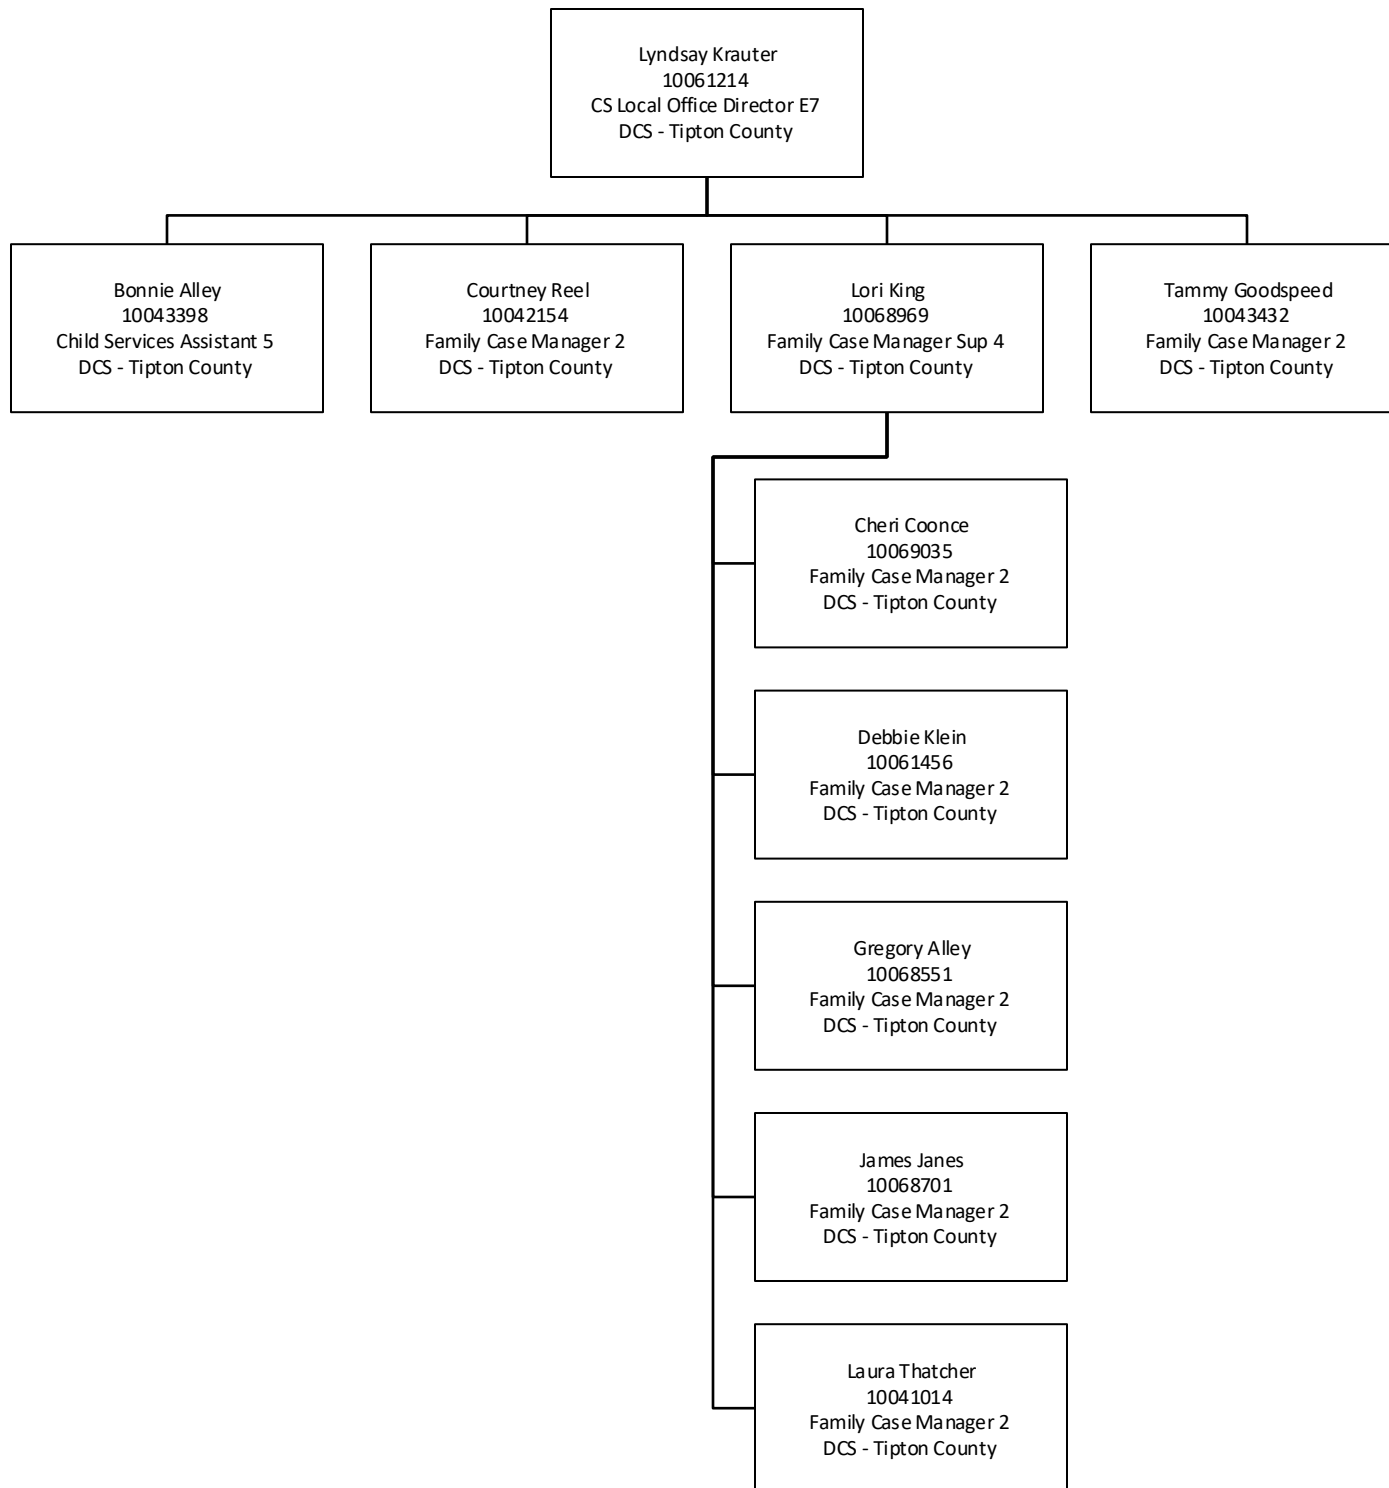 Lyndsay Krauter
10061214
CS Local Office Director E7
DCS - Tipton County
Bonnie Alley
10043398
Child Services Assistant 5
DCS - Tipton County
Courtney Reel
10042154
Family Case Manager 2
DCS - Tipton County
Lori King
10068969
Family Case Manager Sup 4
DCS - Tipton County
Tammy Goodspeed
10043432
Family Case Manager 2
DCS - Tipton County
Cheri Coonce
10069035
Family Case Manager 2
DCS - Tipton County
Debbie Klein
10061456
Family Case Manager 2
DCS - Tipton County
Gregory Alley
10068551
Family Case Manager 2
DCS - Tipton County
James Janes
10068701
Family Case Manager 2
DCS - Tipton County
Laura Thatcher
10041014
Family Case Manager 2
DCS - Tipton County